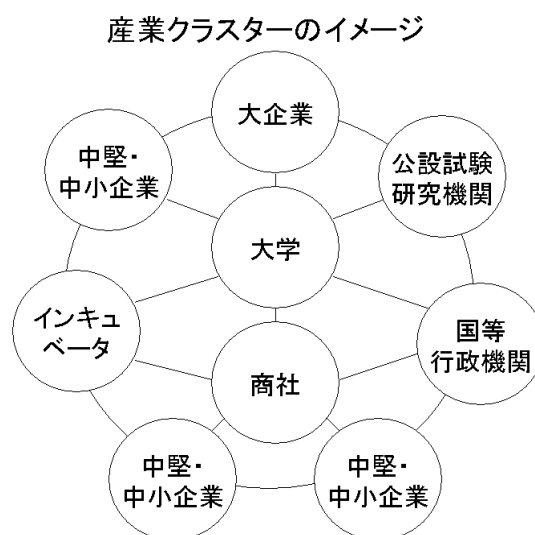 産業クラスターのイメージ
大企業
中堅・
中小企業
公設試験
研究機関
大学
インキュ
ベータ
国等
行政機関
商社
中堅・
中小企業
中堅・
中小企業